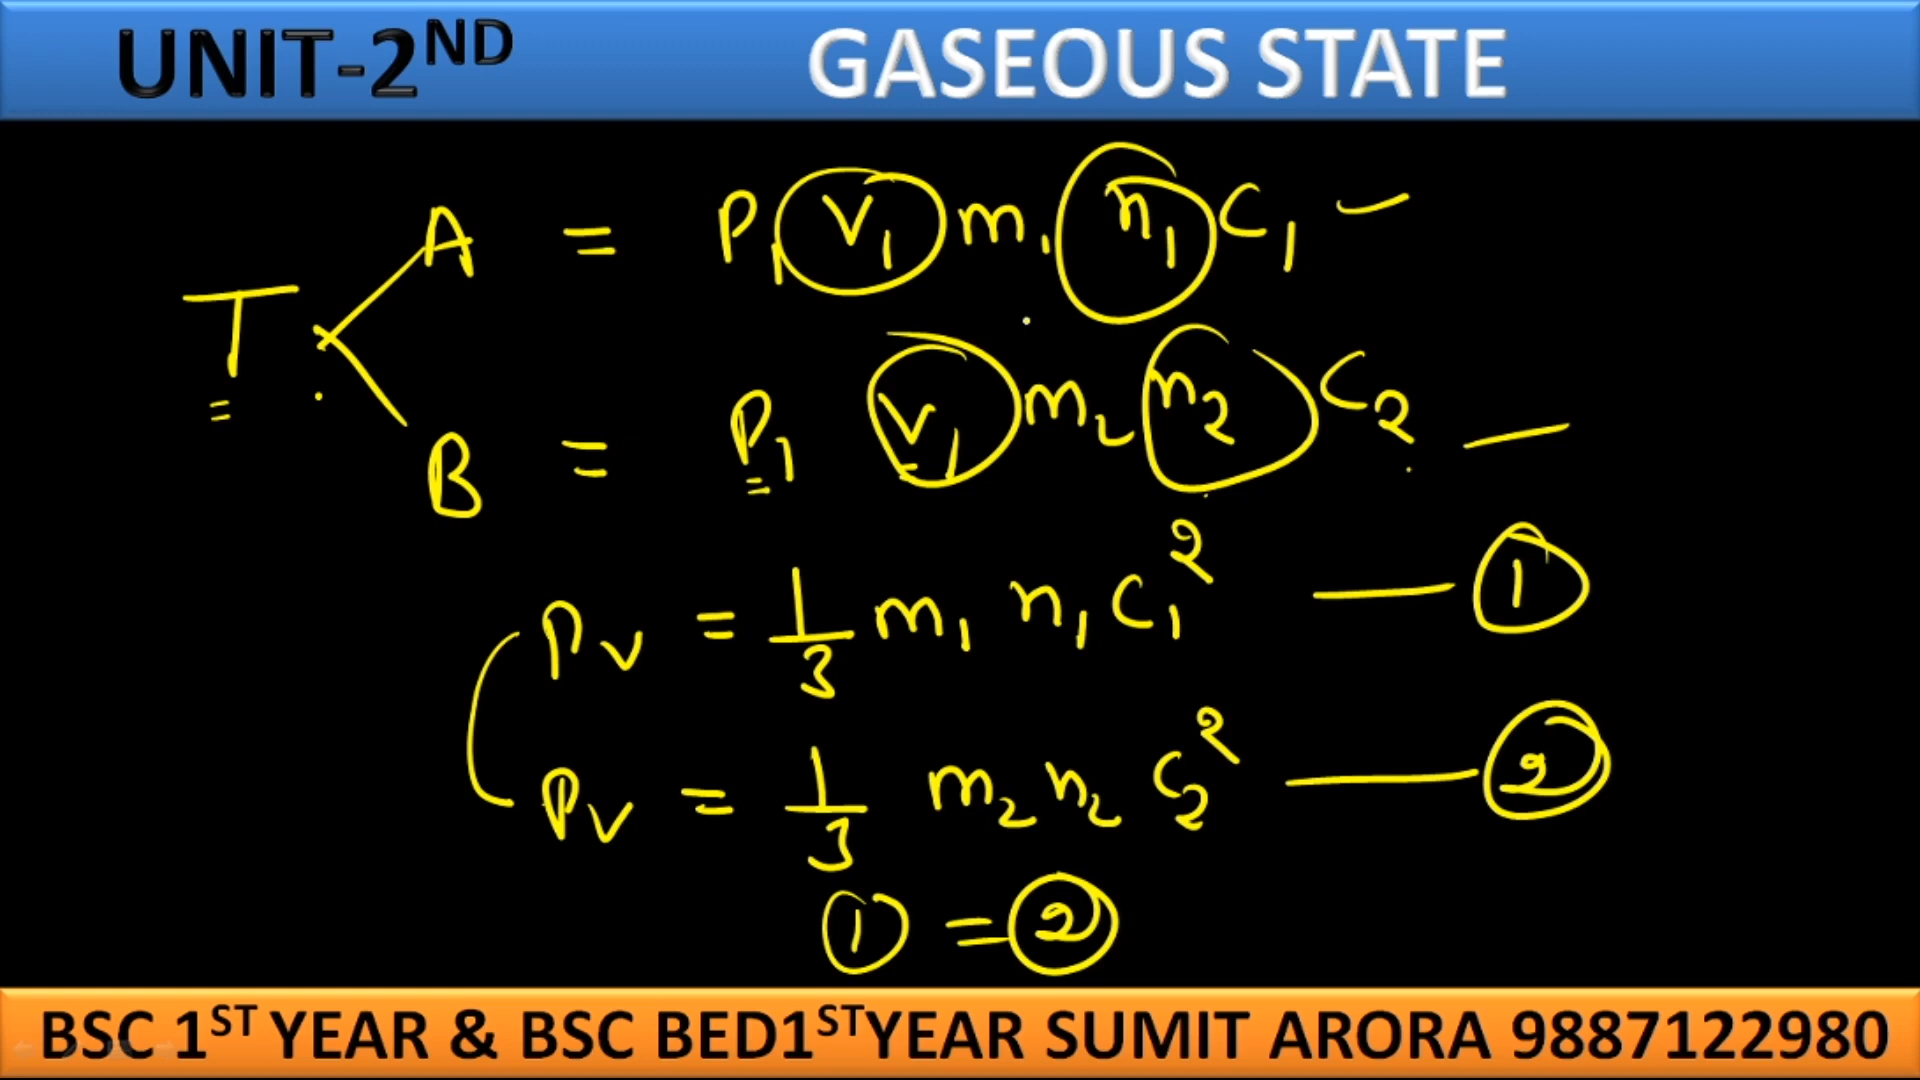 UNIT-2ND GASEOUS STATE
A = P1 V1 m1 n1 C1 –
T
B = P1 V1 m2 n2 C2 –
PV = 1/3 m1 n1 C1² — ①
PV = 1/3 m2 n2 C2² — ②
① = ②
BSC 1ST YEAR & BSC BED1STYEAR SUMIT ARORA 9887122980